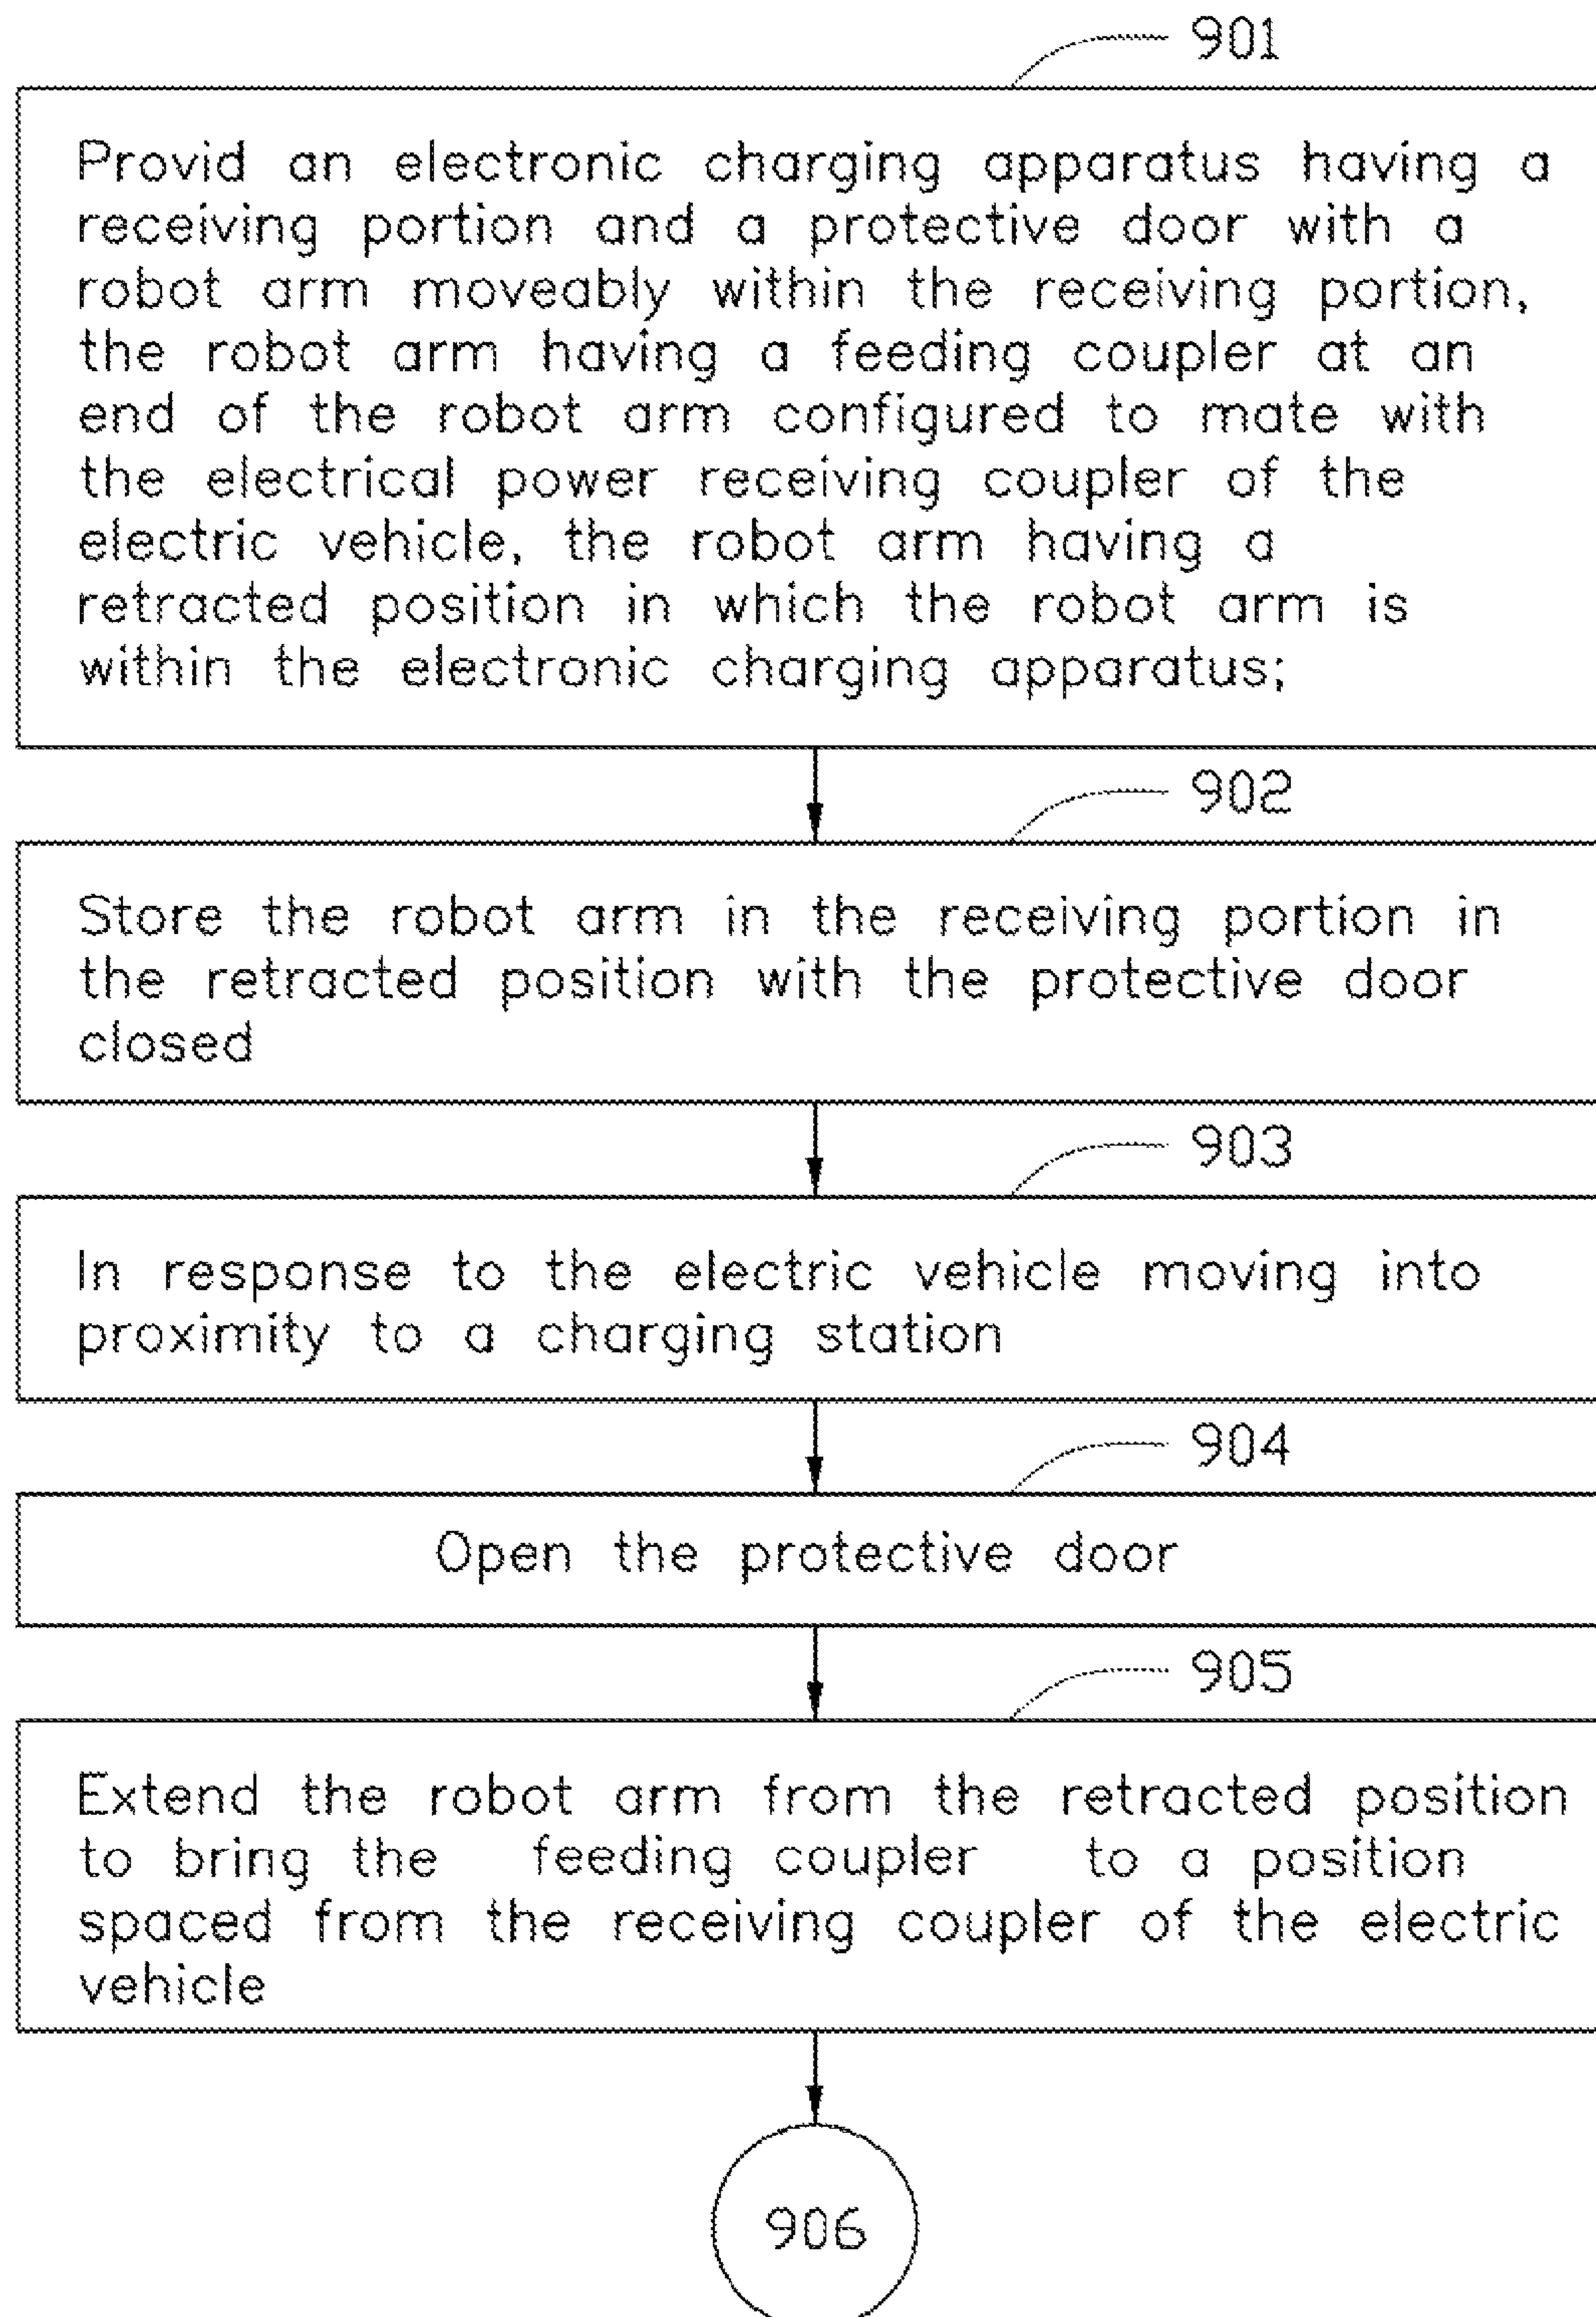 901
Provid an electronic charging apparatus having a
receiving portion and a protective door with a
robot arm moveably within the receiving portion,
the robot arm having a feeding coupler at an
end of the robot arm configured to mate with
the electrical power receiving coupler of the
electric vehicle, the robot arm having a
retracted position in which the robot arm is
within the electronic charging apparatus;
902
Store the robot arm in the receiving portion in
the retracted position with the protective door
closed
903
In response to the electric vehicle moving into
proximity to a charging station
904
Open the protective door
905
Extend the robot arm from the retracted position
to bring the feeding coupler to a position
spaced from the receiving coupler of the electric
vehicle
906